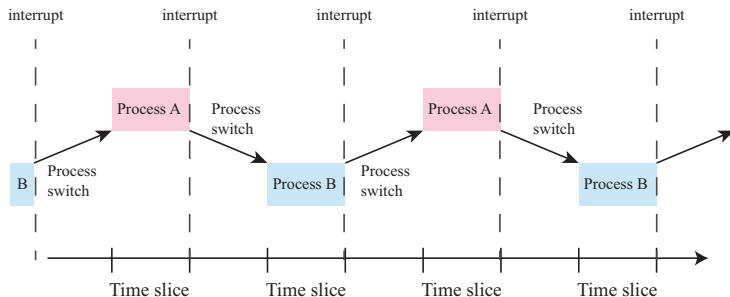 interrupt interrupt interrupt interrupt interrupt
Process A
Process
switch
Process A
Process
switch
B
Process
switch
Process B
Process
switch
Process B
Time slice Time slice Time slice Time slice